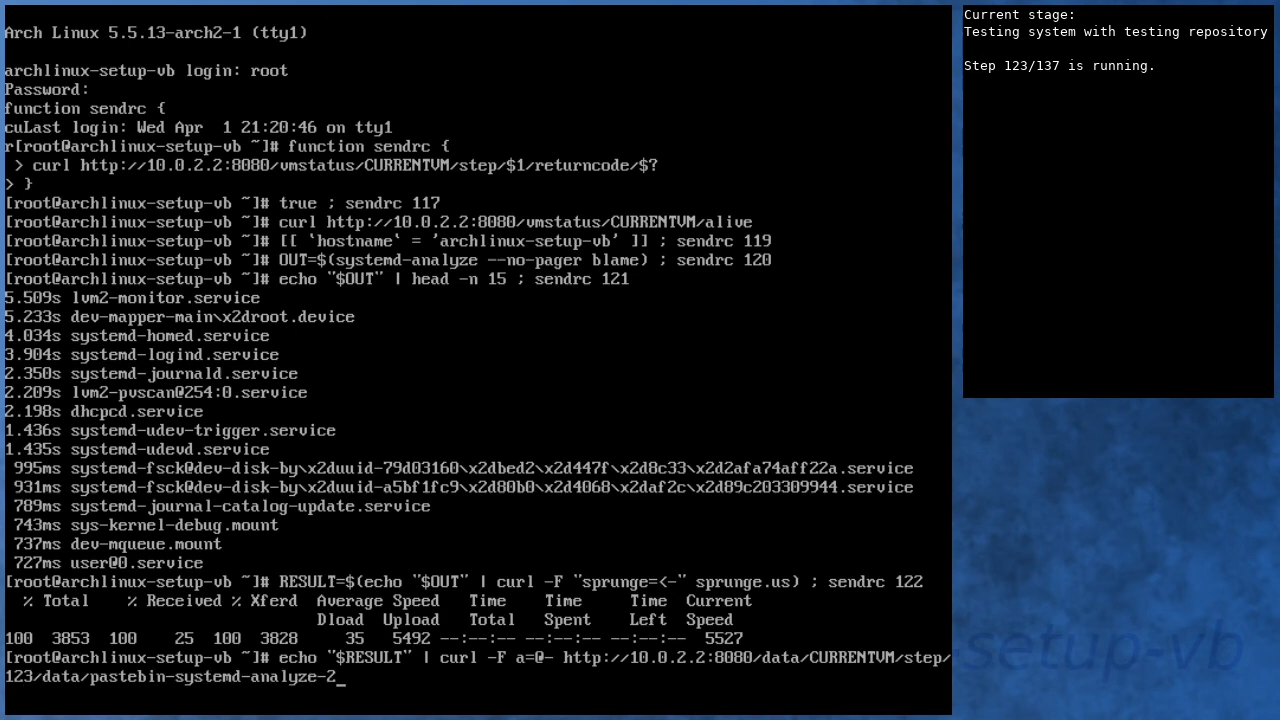 Arch Linux 5.5.13-arch2-1 (tty1)
archlinux-setup-vb login: root
Password:
function sendrc {
cuLast login: Wed Apr  1 21:20:46 on tty1
r[root@archlinux-setup-vb ~]# function sendrc {
 > curl http://10.0.2.2:8080/vmstatus/CURRENTVM/step/$1/returncode/$?
> }
[root@archlinux-setup-vb ~]# true ; sendrc 117
[root@archlinux-setup-vb ~]# curl http://10.0.2.2:8080/vmstatus/CURRENTVM/alive
[root@archlinux-setup-vb ~]# [[ `hostname` = 'archlinux-setup-vb' ]] ; sendrc 119
[root@archlinux-setup-vb ~]# OUT=$(systemd-analyze --no-pager blame) ; sendrc 120
[root@archlinux-setup-vb ~]# echo "$OUT" | head -n 15 ; sendrc 121
5.509s lvm2-monitor.service
5.233s dev-mapper-main\x2droot.device
4.034s systemd-homed.service
3.904s systemd-logind.service
2.350s systemd-journald.service
2.209s lvm2-pvscan@254:0.service
2.198s dhcpcd.service
1.436s systemd-udev-trigger.service
1.435s systemd-udevd.service
 995ms systemd-fsck@dev-disk-by\x2duuid-79d03160\x2dbed2\x2d447f\x2d8c33\x2d2afa74aff22a.service
 931ms systemd-fsck@dev-disk-by\x2duuid-a5bf1fc9\x2d80b0\x2d4068\x2daf2c\x2d89c203309944.service
 789ms systemd-journal-catalog-update.service
 743ms sys-kernel-debug.mount
 737ms dev-mqueue.mount
 727ms user@0.service
[root@archlinux-setup-vb ~]# RESULT=$(echo "$OUT" | curl -F "sprunge=<-" sprunge.us) ; sendrc 122
  % Total    % Received % Xferd  Average Speed   Time    Time     Time  Current
                                 Dload  Upload   Total   Spent    Left  Speed
100  3853  100    25  100  3828     35   5492 --:--:-- --:--:-- --:--:--  5527
[root@archlinux-setup-vb ~]# echo "$RESULT" | curl -F a=@- http://10.0.2.2:8080/data/CURRENTVM/step/
123/data/pastebin-systemd-analyze-2_
Current stage:
Testing system with testing repository
Step 123/137 is running.
-setup-vb